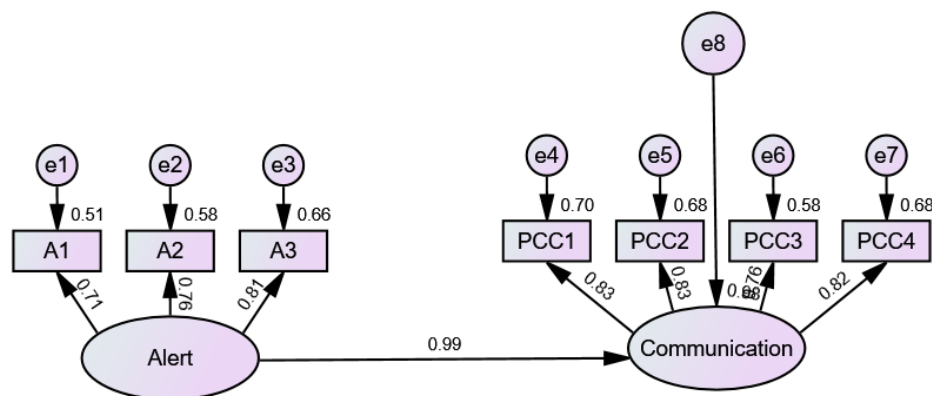 e8
e1 e2 e3 e4 e5 e6 e7
0.51 0.58 0.66 0.70 0.68 0.58 0.68
A1 A2 A3 PCC1 PCC2 PCC3 PCC4
0.71 0.76 0.81 0.83 0.83 0.76 0.82
Alert 0.99 Communication